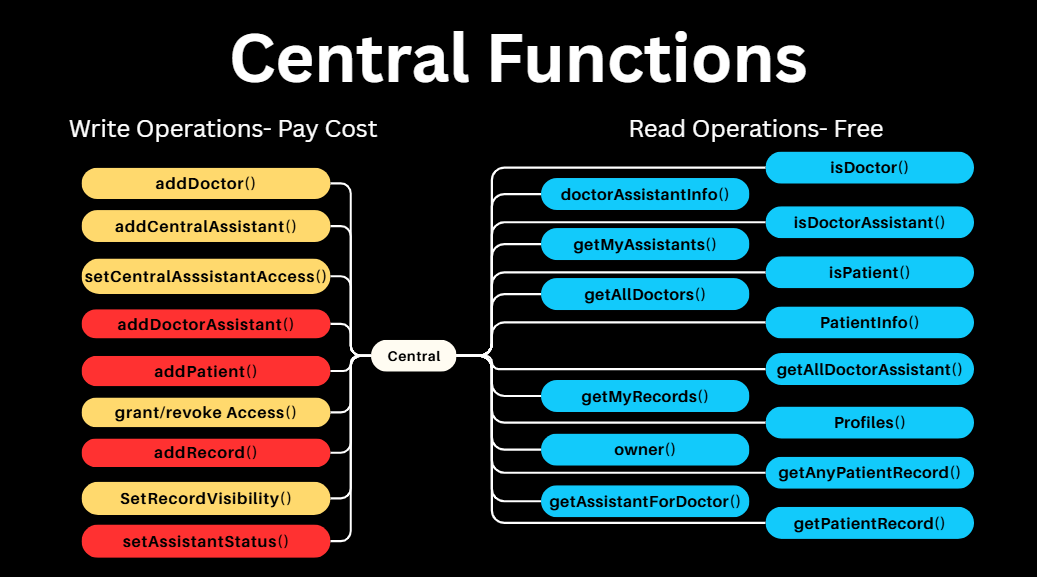 Central Functions
Write Operations- Pay Cost
addDoctor()
addCentralAssistant()
setCentralAsssistantAccess()
addDoctorAssistant()
addPatient()
grant/revoke Access()
addRecord()
SetRecordVisibility()
setAssistantStatus()
Central
Read Operations- Free
isDoctor()
doctorAssistantInfo()
isDoctorAssistant()
getMyAssistants()
isPatient()
getAllDoctors()
PatientInfo()
getAllDoctorAssistant()
getMyRecords()
Profiles()
owner()
getAnyPatientRecord()
getAssistantForDoctor()
getPatientRecord()